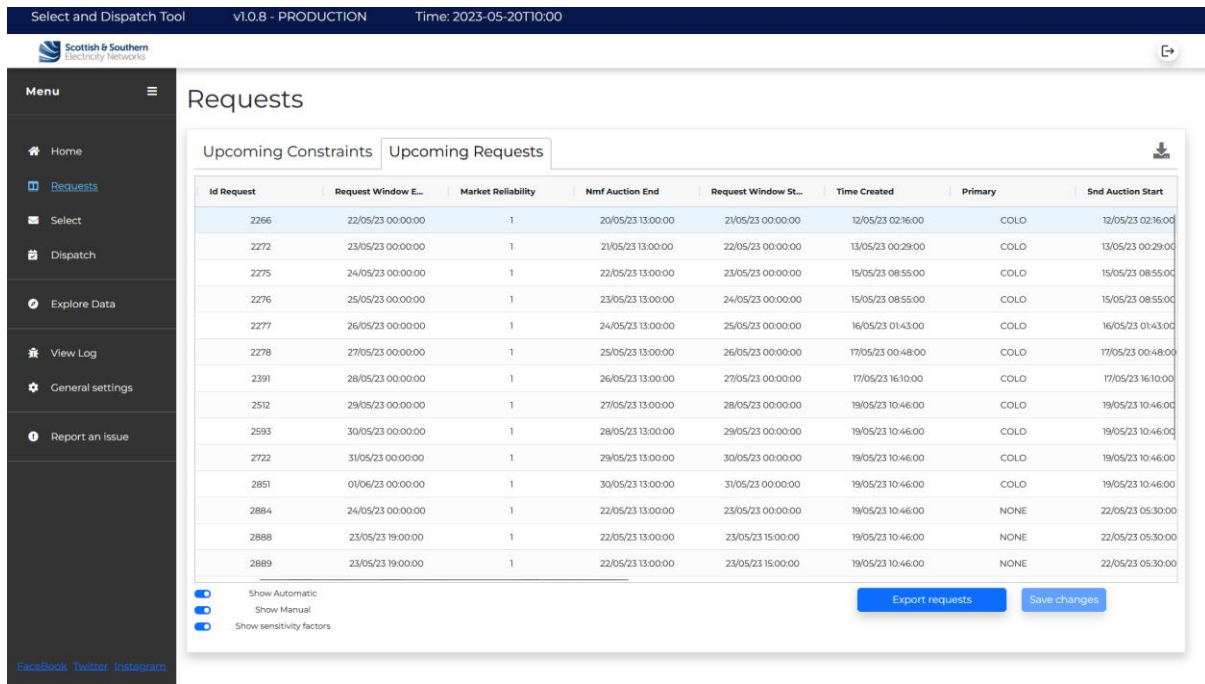 Select and Dispatch Tool v1.0.8 - PRODUCTION Time: 2023-05-20T10:00
Scottish & Southern
Electricity Networks
Menu
Home
Requests
Select
Dispatch
Explore Data
View Log
General settings
Report an issue
FaceBook Twitter Instagram
Requests
Upcoming Constraints Upcoming Requests
Id Request Request Window E... Market Reliability Nmf Auction End Request Window St... Time Created Primary Snd Auction Start
2266 22/05/23 00:00:00 1 20/05/23 13:00:00 21/05/23 00:00:00 12/05/23 02:16:00 COLO 12/05/23 02:16:00
2272 23/05/23 00:00:00 1 21/05/23 13:00:00 22/05/23 00:00:00 13/05/23 00:29:00 COLO 13/05/23 00:29:00
2275 24/05/23 00:00:00 1 22/05/23 13:00:00 23/05/23 00:00:00 15/05/23 08:55:00 COLO 15/05/23 08:55:00
2276 25/05/23 00:00:00 1 23/05/23 13:00:00 24/05/23 00:00:00 15/05/23 08:55:00 COLO 15/05/23 08:55:00
2277 26/05/23 00:00:00 1 24/05/23 13:00:00 25/05/23 00:00:00 16/05/23 01:43:00 COLO 16/05/23 01:43:00
2278 27/05/23 00:00:00 1 25/05/23 13:00:00 26/05/23 00:00:00 17/05/23 00:48:00 COLO 17/05/23 00:48:00
2391 28/05/23 00:00:00 1 26/05/23 13:00:00 27/05/23 00:00:00 17/05/23 16:10:00 COLO 17/05/23 16:10:00
2512 29/05/23 00:00:00 1 27/05/23 13:00:00 28/05/23 00:00:00 19/05/23 10:46:00 COLO 19/05/23 10:46:00
2593 30/05/23 00:00:00 1 28/05/23 13:00:00 29/05/23 00:00:00 19/05/23 10:46:00 COLO 19/05/23 10:46:00
2722 31/05/23 00:00:00 1 29/05/23 13:00:00 30/05/23 00:00:00 19/05/23 10:46:00 COLO 19/05/23 10:46:00
2851 01/06/23 00:00:00 1 30/05/23 13:00:00 31/05/23 00:00:00 19/05/23 10:46:00 COLO 19/05/23 10:46:00
2884 24/05/23 00:00:00 1 22/05/23 13:00:00 23/05/23 00:00:00 19/05/23 10:46:00 NONE 22/05/23 05:30:00
2888 23/05/23 19:00:00 1 22/05/23 13:00:00 23/05/23 15:00:00 19/05/23 10:46:00 NONE 22/05/23 05:30:00
2889 23/05/23 19:00:00 1 22/05/23 13:00:00 23/05/23 15:00:00 19/05/23 10:46:00 NONE 22/05/23 05:30:00
Show Automatic
Show Manual
Show sensitivity factors
Export requests Save changes